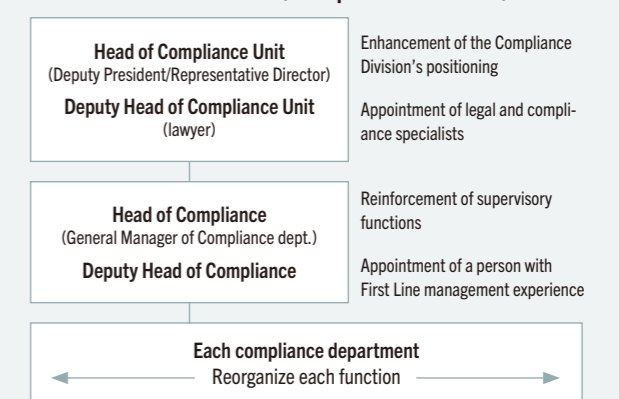 Head of Compliance Unit
(Deputy President/Representative Director)
Deputy Head of Compliance Unit
(lawyer)
Enhancement of the Compliance
Division's positioning
Appointment of legal and compli-
ance specialists
Head of Compliance
(General Manager of Compliance dept.)
Deputy Head of Compliance
Reinforcement of supervisory
functions
Appointment of a person with
First Line management experience
Each compliance department
Reorganize each function